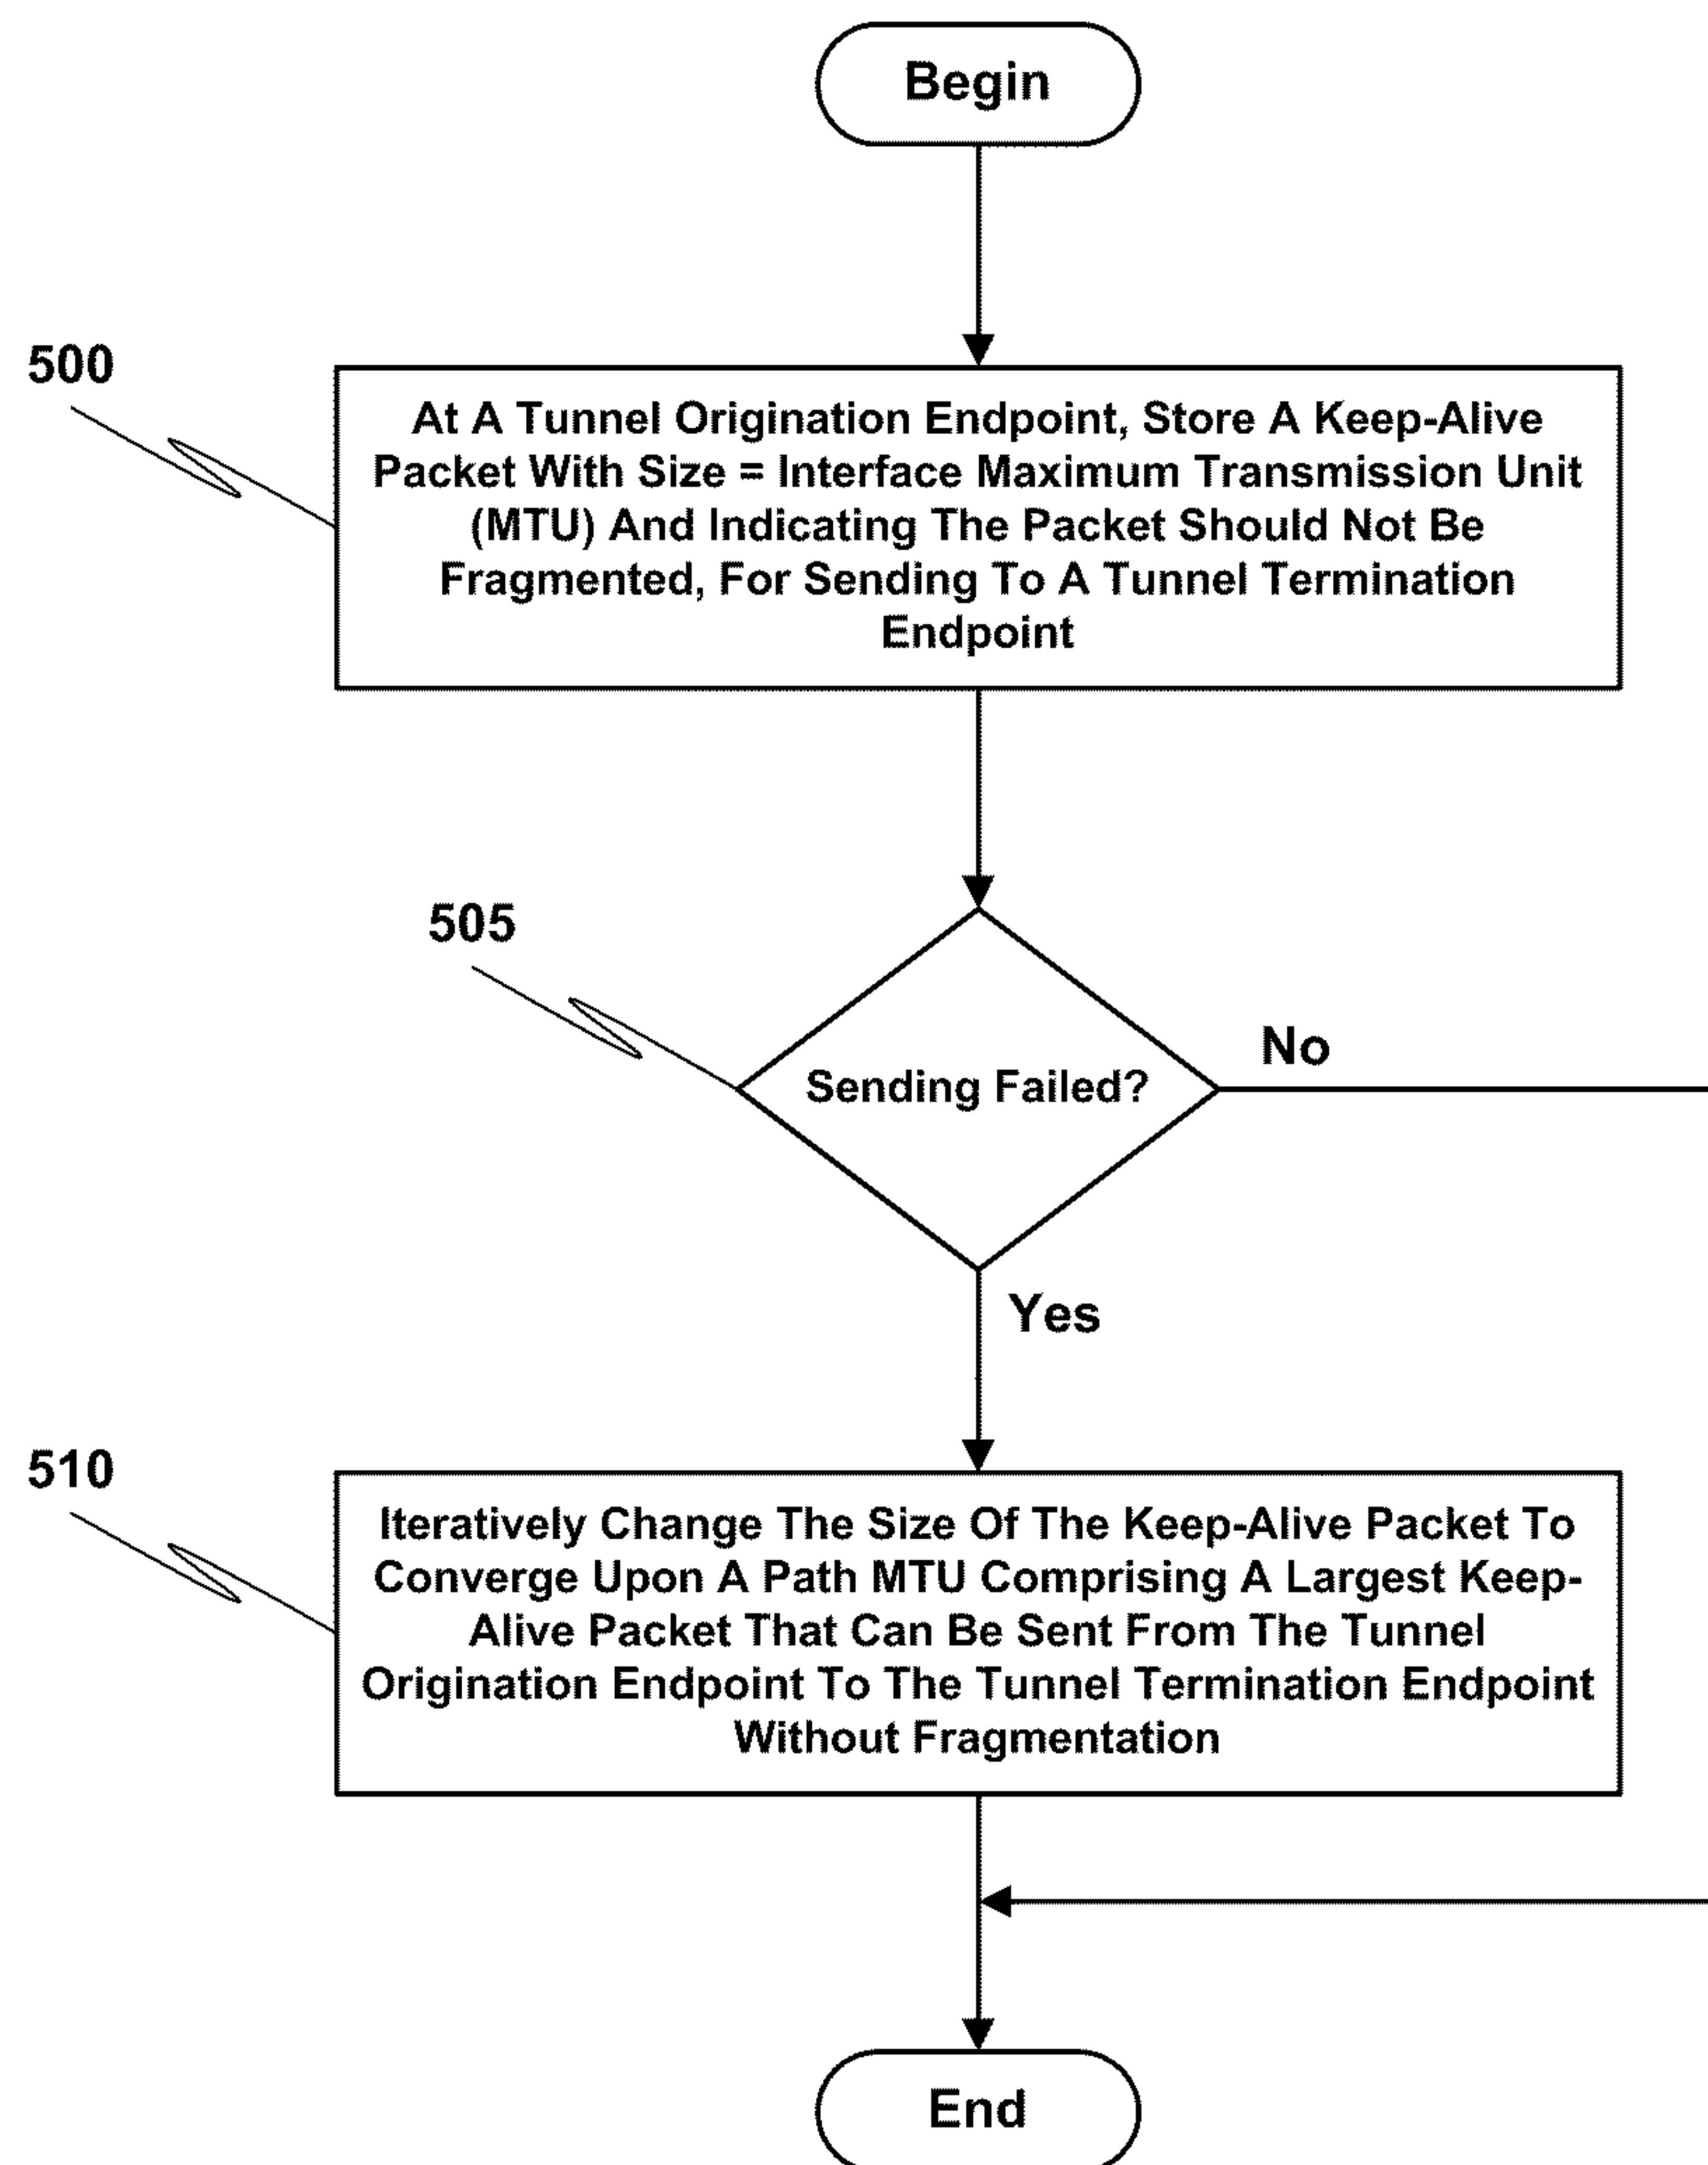 Begin
500
At A Tunnel Origination Endpoint, Store A Keep-Alive
Packet With Size = Interface Maximum Transmission Unit
(MTU) And Indicating The Packet Should Not Be
Fragmented, For Sending To A Tunnel Termination
Endpoint
505
Sending Failed?
No
Yes
510
Iteratively Change The Size Of The Keep-Alive Packet To
Converge Upon A Path MTU Comprising A Largest Keep-
Alive Packet That Can Be Sent From The Tunnel
Origination Endpoint To The Tunnel Termination Endpoint
Without Fragmentation
End